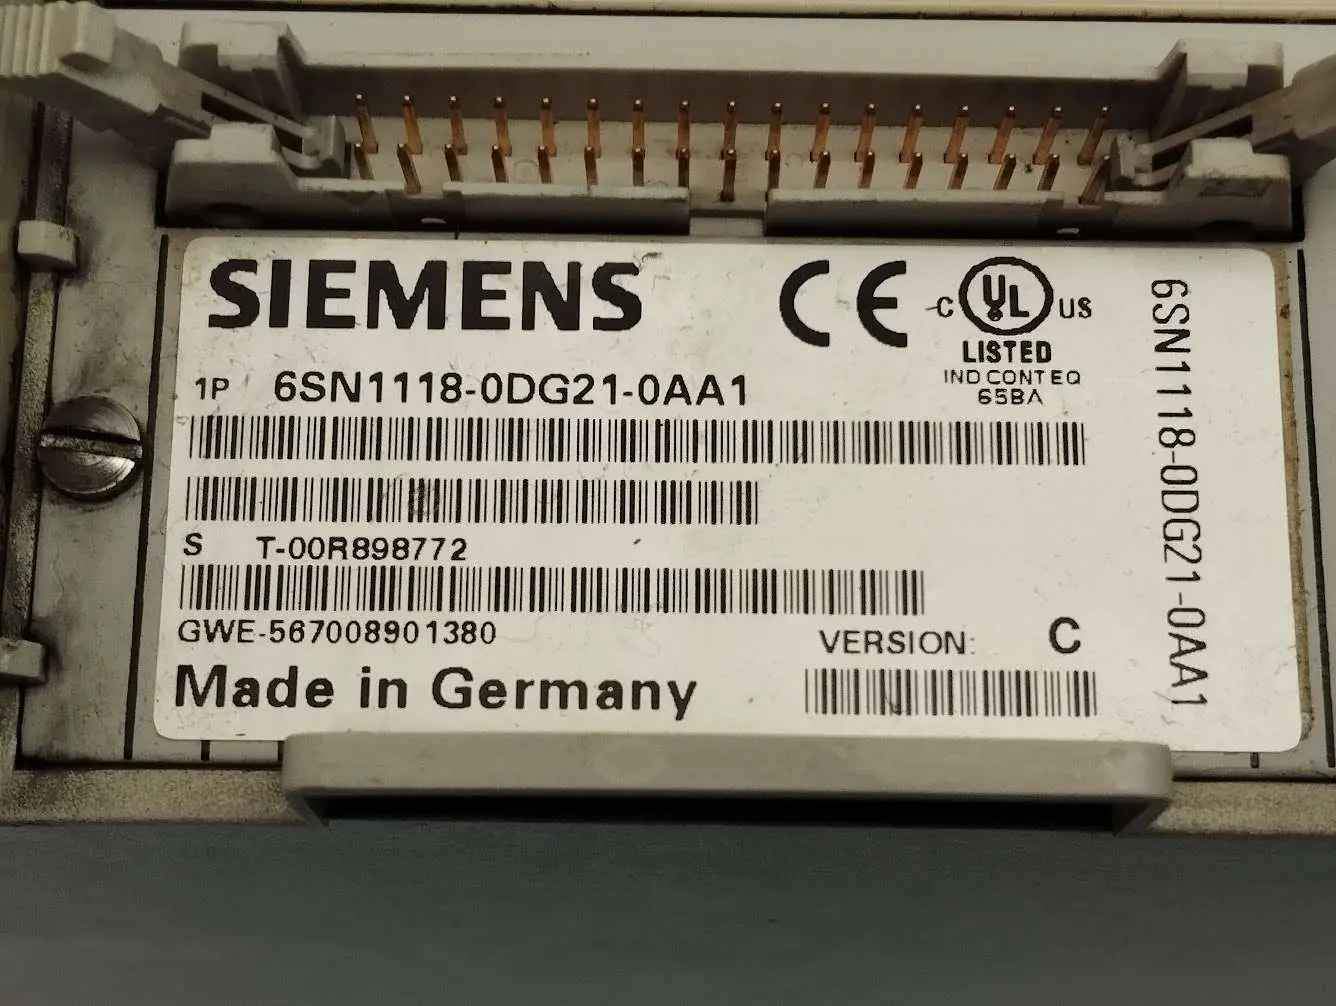 SIEMENS
CE
C UL US
LISTED
IND CONT EQ
65BA
1P 6SN1118-0DG21-0AA1
S T-00R898772
GWE-567008901380
VERSION: C
Made in Germany
6SN1118-0DG21-0AA1